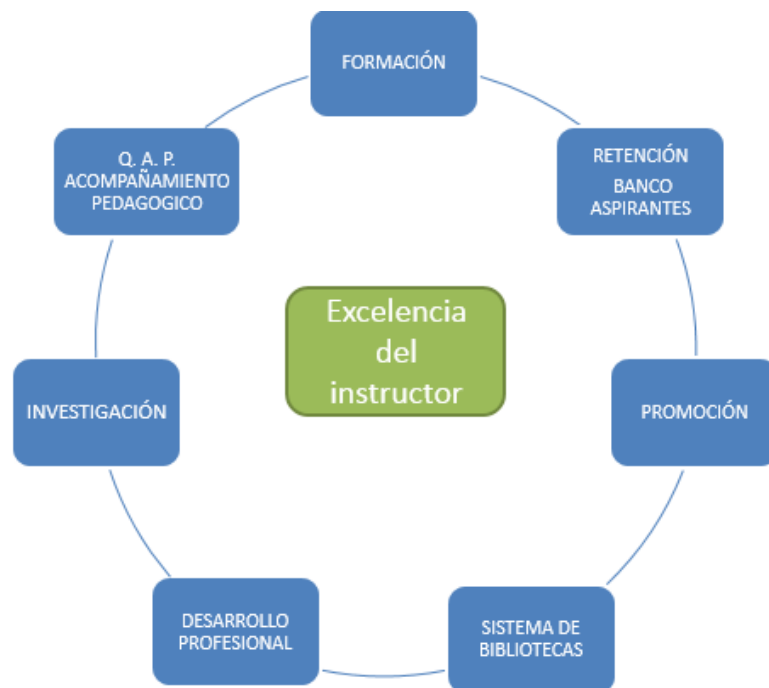 FORMACIÓN
RETENCIÓN
BANCO
ASPIRANTES
PROMOCIÓN
SISTEMA DE
BIBLIOTECAS
DESARROLLO
PROFESIONAL
INVESTIGACIÓN
Q. A. P.
ACOMPAÑAMIENTO
PEDAGOGICO
Excelencia
del
instructor